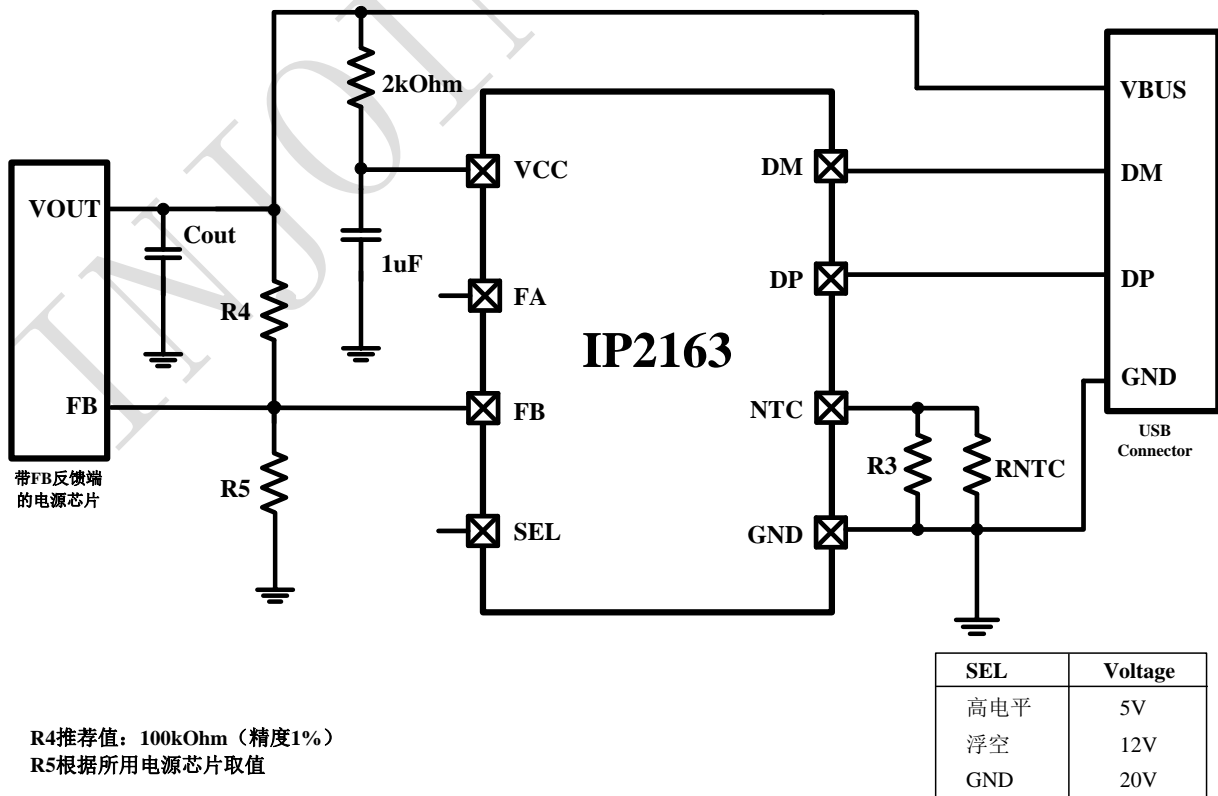 2kOhm
VBUS
VCC
DM
DM
VOUT
Cout
1uF
FA
DP
DP
R4
IP2163
GND
FB
FB
NTC
USB
Connector
带FB反馈端
的电源芯片
R5
R3
RNTC
SEL
GND
SEL Voltage
高电平 5V
浮空 12V
GND 20V
R4推荐值：100kOhm（精度1%）
R5根据所用电源芯片取值